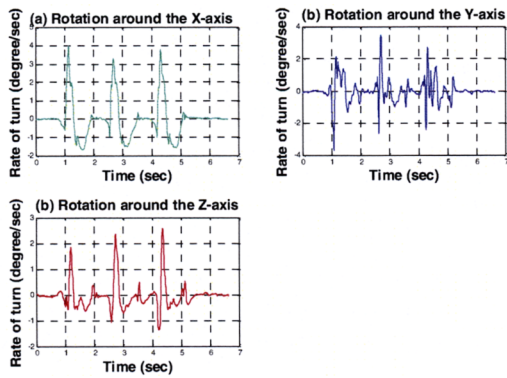 (a) Rotation around the X-axis
Rate of turn (degree/sec)
5
4
3
2
1
0
-1
-2
0 1 2 3 4 5 6 7
Time (sec)
(b) Rotation around the Y-axis
Rate of turn (degree/sec)
4
2
0
-2
-4
0 1 2 3 4 5 6 7
Time (sec)
(b) Rotation around the Z-axis
Rate of turn (degree/sec)
3
2
1
0
-1
-2
0 1 2 3 4 5 6 7
Time (sec)